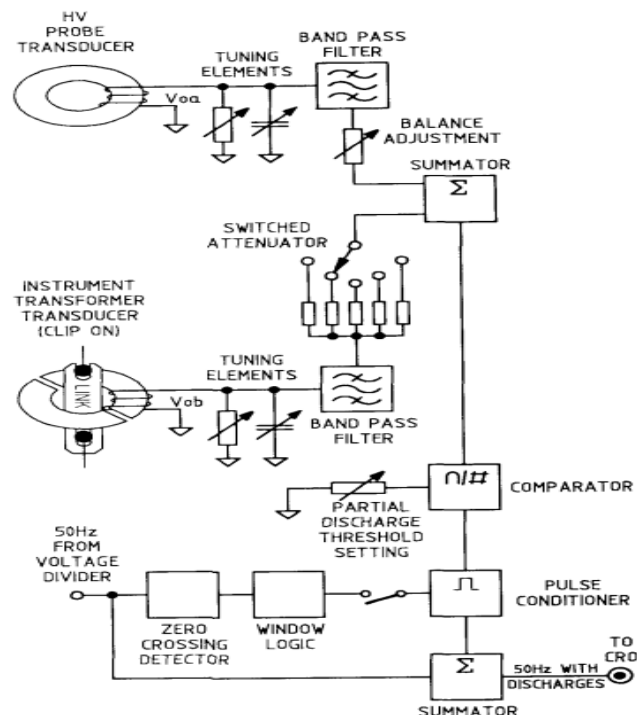 HV
PROBE
TRANSDUCER
TUNING
ELEMENTS
BAND PASS
FILTER
Voa
BALANCE
ADJUSTMENT
SUMMATOR
Σ
SWITCHED
ATTENUATOR
INSTRUMENT
TRANSFORMER
TRANSDUCER
(CLIP ON)
LINK
Vob
TUNING
ELEMENTS
BAND PASS
FILTER
∩/#
COMPARATOR
PARTIAL
DISCHARGE
THRESHOLD
SETTING
50Hz
FROM
VOLTAGE
DIVIDER
ZERO
CROSSING
DETECTOR
WINDOW
LOGIC
PULSE
CONDITIONER
Σ
SUMMATOR
50Hz WITH
DISCHARGES
TO
CRO